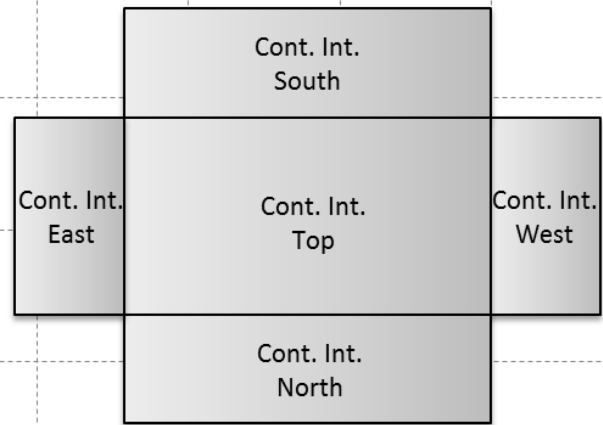 Cont. Int.
South
Cont. Int.
East
Cont. Int.
Top
Cont. Int.
West
Cont. Int.
North